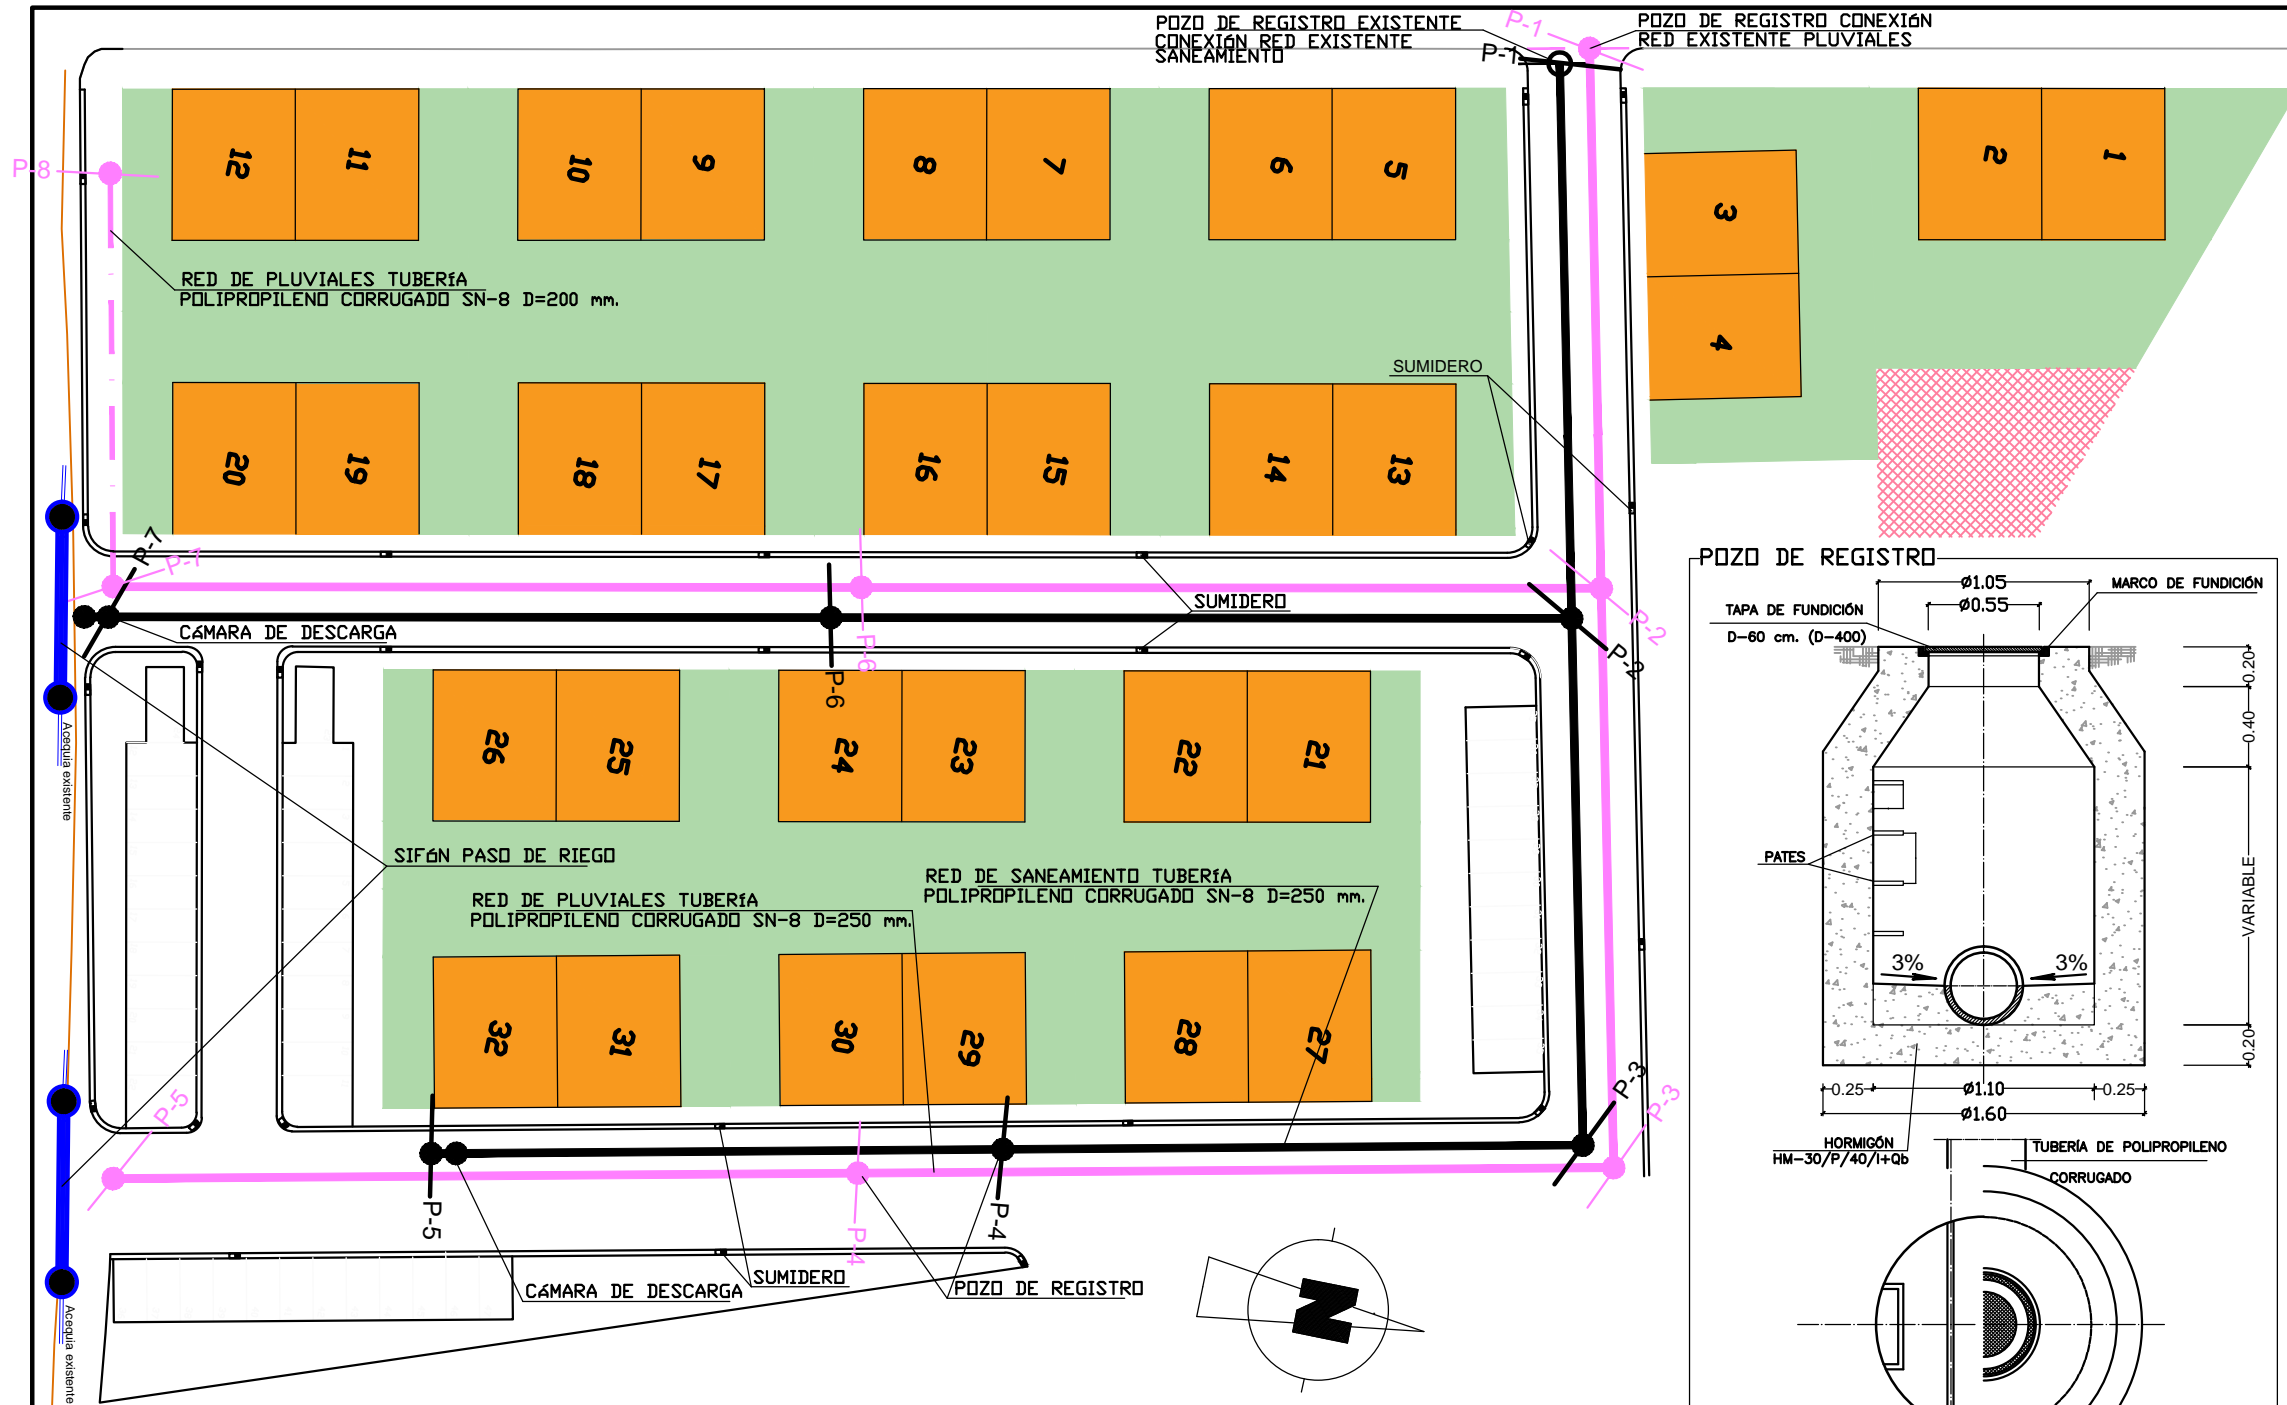 POZO DE REGISTRO EXISTENTE
CONEXIÓN RED EXISTENTE
SANEAMIENTO
P-1
P-1
POZO DE REGISTRO CONEXIÓN
RED EXISTENTE PLUVIALES
P-8
12
11
10
9
8
7
6
5
3
4
2
1
RED DE PLUVIALES TUBERÍA
POLIPROPILENO CORRUGADO SN-8 D=200 mm.
SUMIDERO
20
19
18
17
16
15
14
13
P-7
P-7
CÁMARA DE DESCARGA
SUMIDERO
P-6
P-6
P-2
P-2
Acequia existente
26
25
24
23
22
21
SIFÓN PASO DE RIEGO
RED DE PLUVIALES TUBERÍA
POLIPROPILENO CORRUGADO SN-8 D=250 mm.
RED DE SANEAMIENTO TUBERÍA
POLIPROPILENO CORRUGADO SN-8 D=250 mm.
32
31
30
29
28
27
P-5
P-3
P-3
P-5
P-4
P-4
CÁMARA DE DESCARGA
SUMIDERO
POZO DE REGISTRO
Acequia existente
N
POZO DE REGISTRO
Ø1.05
MARCO DE FUNDICIÓN
TAPA DE FUNDICIÓN
Ø0.55
D-60 cm. (D-400)
0.20
0.40
PATES
VARIABLE
3%
3%
0.20
0.25
Ø1.10
0.25
Ø1.60
HORMIGÓN
HM-30/P/40/I+Qb
TUBERÍA DE POLIPROPILENO
CORRUGADO